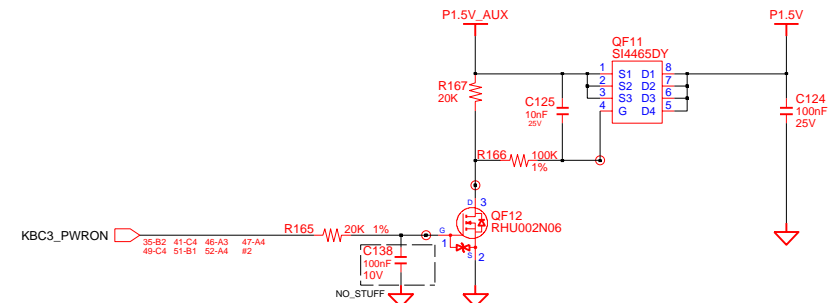 P1.5V_AUX
P1.5V
QF11
SI4465DY
1 S1 D1 8
2 S2 D2 7
3 S3 D3 6
4 G D4 5
R167
20K
C125
10nF
25V
C124
100nF
25V
R166 100K
1%
D 3
QF12
RHU002N06
KBC3_PWRON
35-B2 41-C4 46-A3 47-A4
49-C4 51-B1 52-A4 #2
R165 20K 1%
G
1
S 2
C138
100nF
10V
NO_STUFF